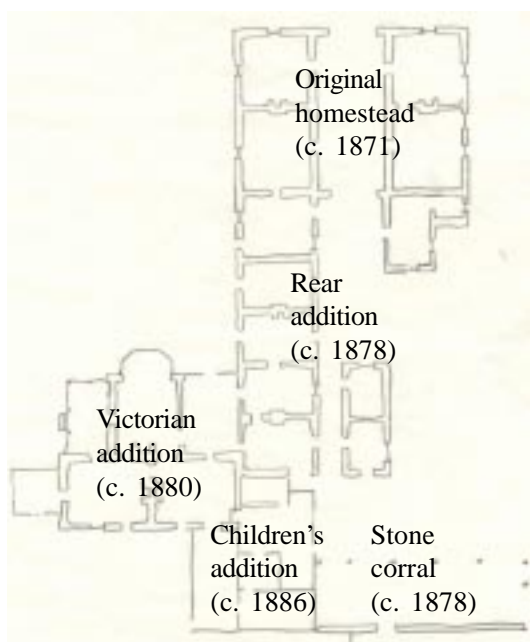 Original
homestead
(c. 1871)
Rear
addition
(c. 1878)
Victorian
addition
(c. 1880)
Children’s
addition
(c. 1886)
Stone
corral
(c. 1878)